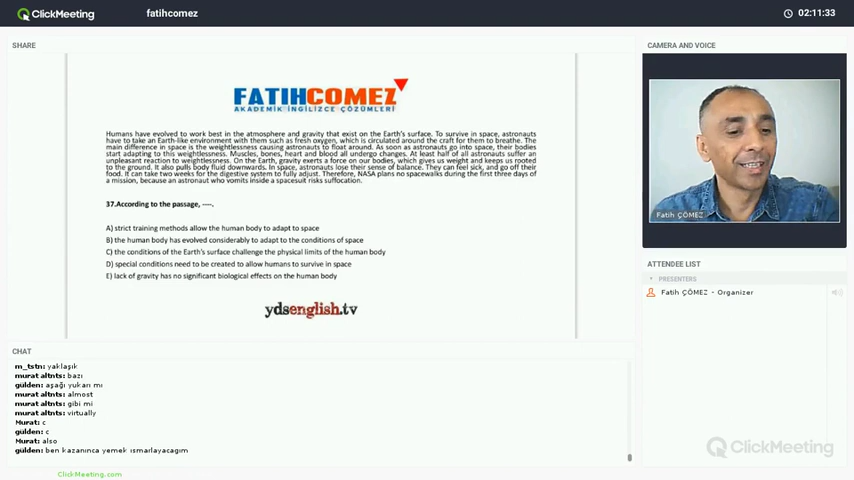 ClickMeeting
fatihcomez
02:11:33
SHARE
CAMERA AND VOICE
FATIHCOMEZ
AKADEMİK İNGİLİZCE ÇÖZÜMLERİ
Humans have evolved to work best in the atmosphere and gravity that exist on the Earth's surface. To survive in space, astronauts
have to take an Earth-like environment with them such as fresh oxygen, which is circulated around the craft for them to breathe. The
main difference in space is the weightlessness causing astronauts to float around. As soon as astronauts go into space, their bodies
start adapting to this weightlessness. Muscles, bones, heart and blood all undergo changes. At least half of all astronauts suffer an
unpleasant reaction to weightlessness. On the Earth, gravity exerts a force on our bodies, which gives us weight and keeps us rooted
to the ground. It also pulls body fluid downwards. In space, astronauts lose their sense of balance. They can feel sick, and go off their
food. It can take two weeks for the digestive system to fully adjust. Therefore, NASA plans no spacewalks during the first three days of
a mission, because an astronaut who vomits inside a spacesuit risks suffocation.
37.According to the passage, ----.
A) strict training methods allow the human body to adapt to space
B) the human body has evolved considerably to adapt to the conditions of space
C) the conditions of the Earth's surface challenge the physical limits of the human body
D) special conditions need to be created to allow humans to survive in space
E) lack of gravity has no significant biological effects on the human body
ydsenglish.tv
Fatih ÇÖMEZ
ATTENDEE LIST
PRESENTERS
Fatih ÇÖMEZ - Organizer
CHAT
m_tstn: yaklaşık
murat altnts: bazı
gülden: aşağı yukarı mı
murat altnts: almost
murat altnts: gibi mi
murat altnts: virtually
Murat: c
gülden: c
Murat: also
gülden: ben kazanınca yemek ısmarlayacagım
ClickMeeting
ClickMeeting.com